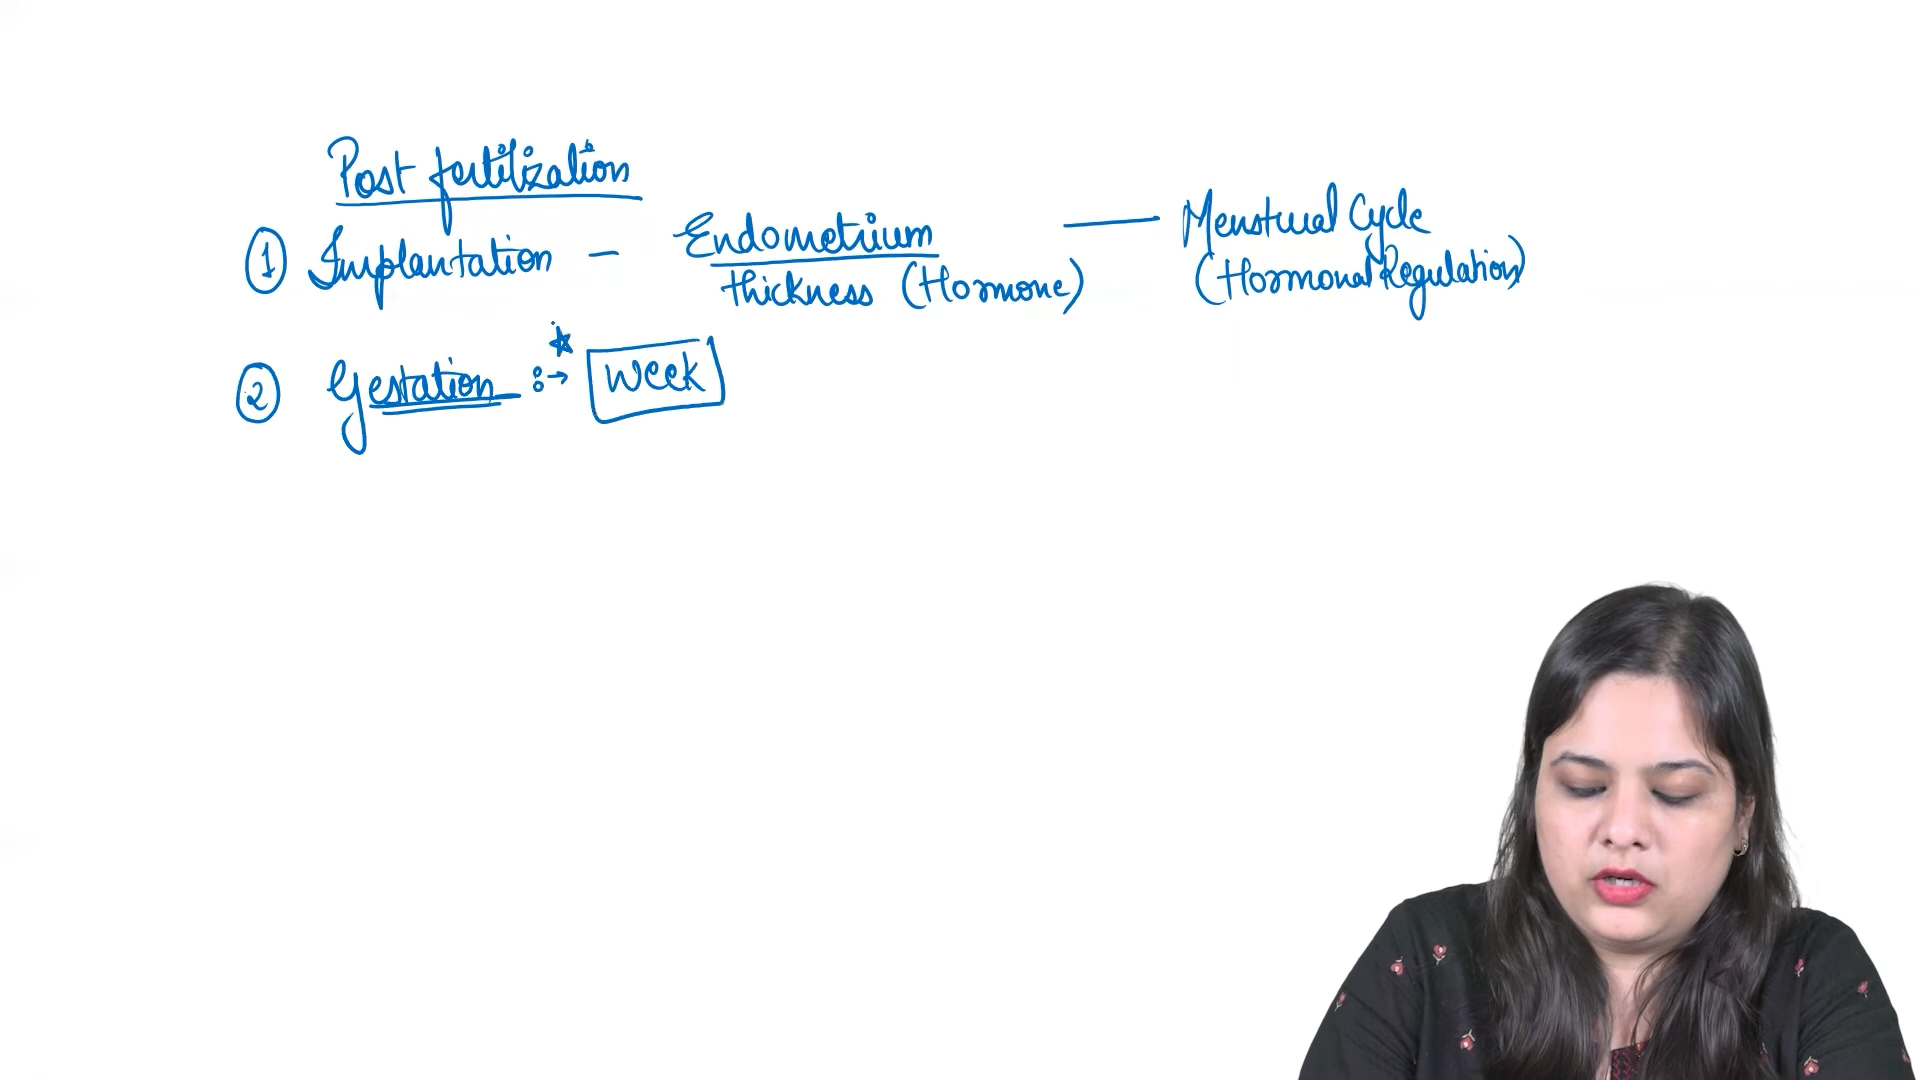 Post fertilization
① Implantation - Endometrium — Menstrual Cycle
thickness (Hormone) (Hormonal Regulation)
② Gestation :→ ☆ Week